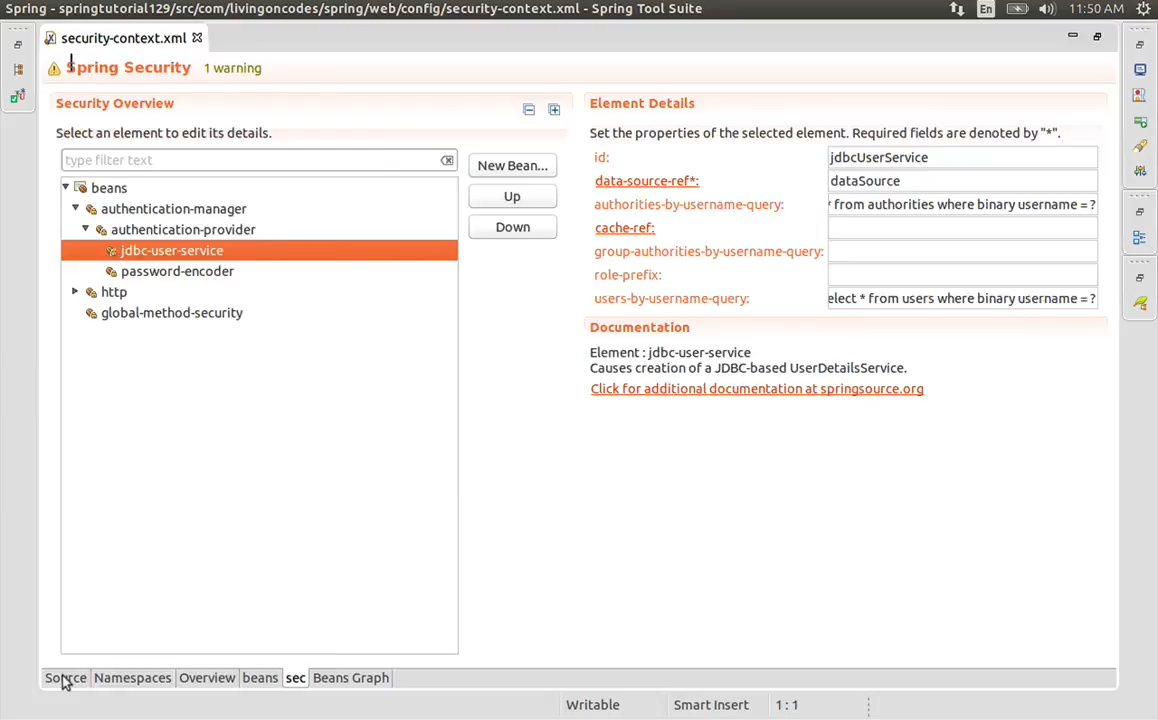 Spring - springtutorial129/src/com/livingoncodes/spring/web/config/security-context.xml - Spring Tool Suite
En
11:50 AM
security-context.xml
Spring Security 1 warning
Security Overview
Select an element to edit its details.
type filter text
New Bean...
Up
Down
beans
authentication-manager
authentication-provider
jdbc-user-service
password-encoder
http
global-method-security
Element Details
Set the properties of the selected element. Required fields are denoted by "*".
id: jdbcUserService
data-source-ref*: dataSource
authorities-by-username-query: * from authorities where binary username = ?
cache-ref:
group-authorities-by-username-query:
role-prefix:
users-by-username-query: elect * from users where binary username = ?
Documentation
Element : jdbc-user-service
Causes creation of a JDBC-based UserDetailsService.
Click for additional documentation at springsource.org
Source Namespaces Overview beans sec Beans Graph
Writable Smart Insert 1 : 1